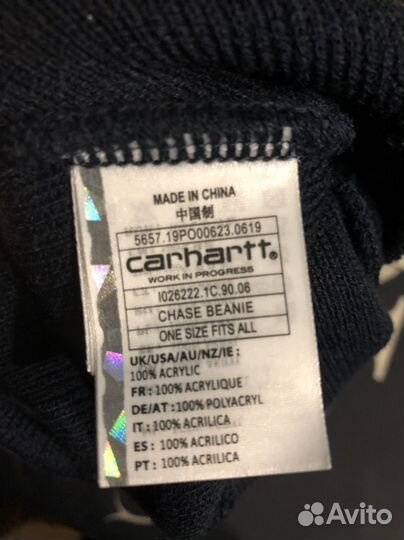 MADE IN CHINA
中国制
5657.19PO00623.0619
carhartt®
WORK IN PROGRESS
I026222.1C.90.06
CHASE BEANIE
ONE SIZE FITS ALL
UK/USA/AU/NZ/IE :
100% ACRYLIC
FR : 100% ACRYLIQUE
DE/AT :100% POLYACRYL
IT : 100% ACRILICA
ES : 100% ACRILICO
PT : 100% ACRILICO
Avito